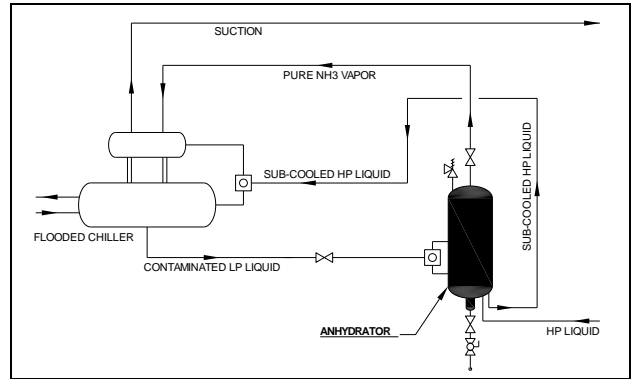 SUCTION
PURE NH3 VAPOR
SUB-COOLED HP LIQUID
SUB-COOLED HP LIQUID
FLOODED CHILLER
CONTAMINATED LP LIQUID
ANHYDRATOR
HP LIQUID